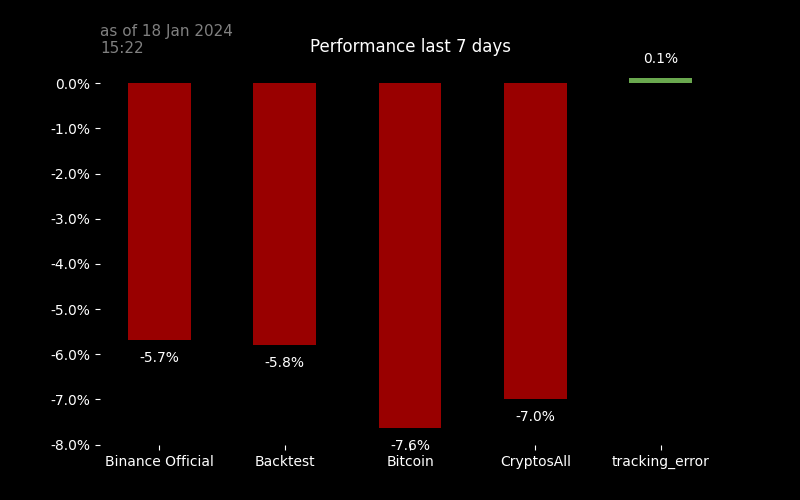 as of 18 Jan 2024
15:22
Performance last 7 days
0.1%
0.0%
-1.0%
-2.0%
-3.0%
-4.0%
-5.0%
-6.0%
-7.0%
-8.0%
-5.7%
-5.8%
-7.6%
-7.0%
Binance Official
Backtest
Bitcoin
CryptosAll
tracking_error